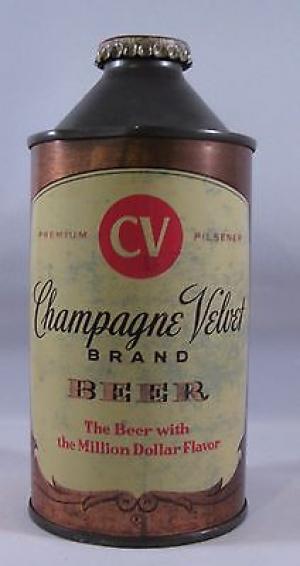 CV
PREMIUM PILSENER
Champagne Velvet
BRAND
BEER
The Beer with
the Million Dollar Flavor